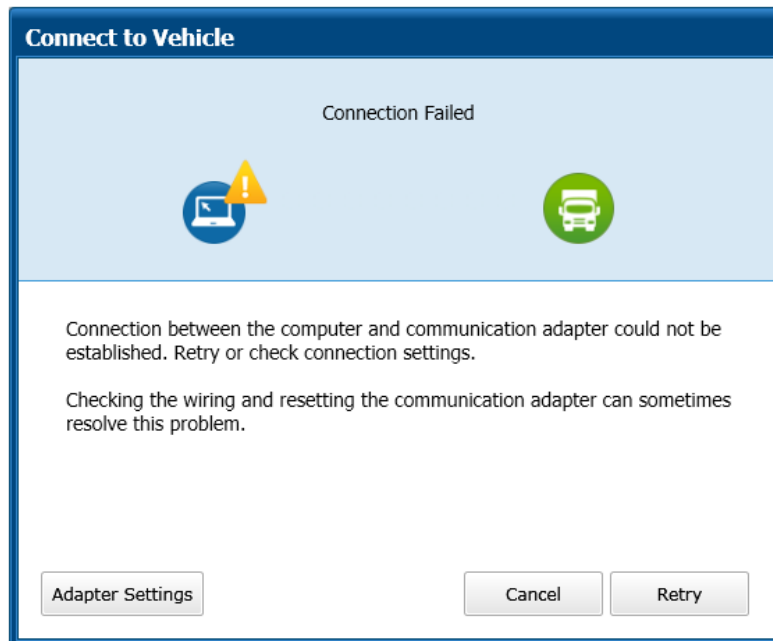 Connect to Vehicle
Connection Failed
Connection between the computer and communication adapter could not be
established. Retry or check connection settings.
Checking the wiring and resetting the communication adapter can sometimes
resolve this problem.
Adapter Settings
Cancel
Retry